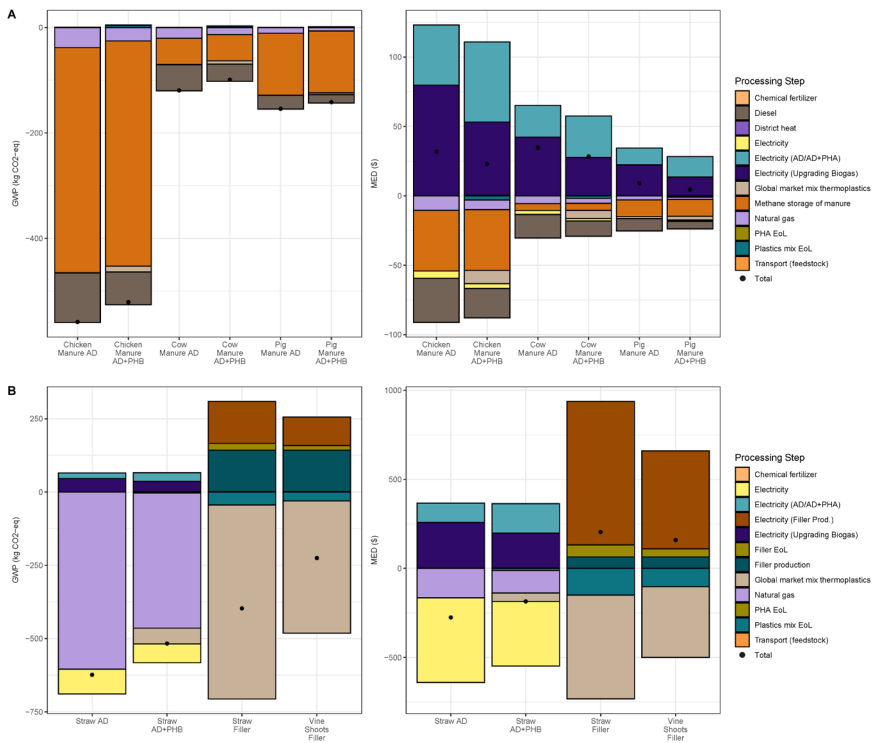 A
GWP (kg CO2−eq)
0
−200
−400
Chicken
Manure AD
Chicken
Manure
AD+PHB
Cow
Manure AD
Cow
Manure
AD+PHB
Pig
Manure AD
Pig
Manure
AD+PHB
MED ($)
100
50
0
−50
−100
Chicken
Manure AD
Chicken
Manure
AD+PHB
Cow
Manure AD
Cow
Manure
AD+PHB
Pig
Manure AD
Pig
Manure
AD+PHB
Processing Step
Chemical fertilizer
Diesel
District heat
Electricity
Electricity (AD/AD+PHA)
Electricity (Upgrading Biogas)
Global market mix thermoplastics
Methane storage of manure
Natural gas
PHA EoL
Plastics mix EoL
Transport (feedstock)
Total
B
GWP (kg CO2−eq)
250
0
−250
−500
−750
Straw AD
Straw
AD+PHB
Straw
Filler
Vine
Shoots
Filler
MED ($)
1000
500
0
−500
Straw AD
Straw
AD+PHB
Straw
Filler
Vine
Shoots
Filler
Processing Step
Chemical fertilizer
Electricity
Electricity (AD/AD+PHA)
Electricity (Filler Prod.)
Electricity (Upgrading Biogas)
Filler EoL
Filler production
Global market mix thermoplastics
Natural gas
PHA EoL
Plastics mix EoL
Transport (feedstock)
Total